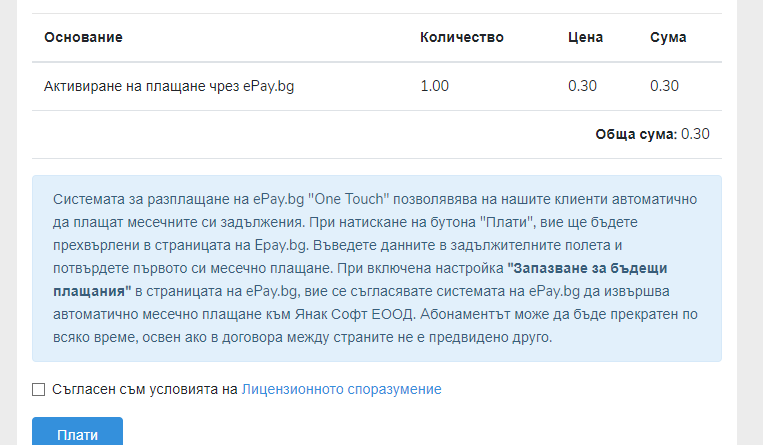 Основание Количество Цена Сума
Активиране на плащане чрез ePay.bg 1.00 0.30 0.30
Обща сума: 0.30
Системата за разплащане на ePay.bg "One Touch" позволявява на нашите клиенти автоматично
да плащат месечните си задължения. При натискане на бутона "Плати", вие ще бъдете
прехвърлени в страницата на Epay.bg. Въведете данните в задължителните полета и
потвърдете първото си месечно плащане. При включена настройка "Запазване за бъдещи
плащания" в страницата на ePay.bg, вие се съгласявате системата на ePay.bg да извършва
автоматично месечно плащане към Янак Софт ЕООД. Абонаментът може да бъде прекратен по
всяко време, освен ако в договора между страните не е предвидено друго.
Съгласен съм условията на Лицензионното споразумение
Плати